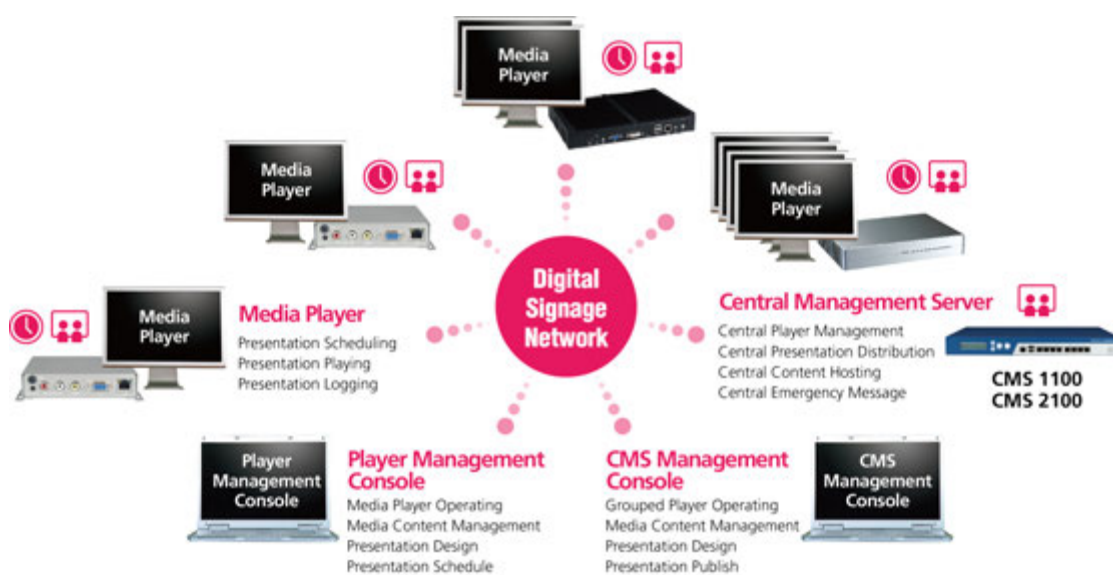 Media
Player
Media
Player
Media
Player
Digital
Signage
Network
Media
Player
Media Player
Presentation Scheduling
Presentation Playing
Presentation Logging
Central Management Server
Central Player Management
Central Presentation Distribution
Central Content Hosting
Central Emergency Message
CMS 1100
CMS 2100
Player
Management
Console
Player Management
Console
Media Player Operating
Media Content Management
Presentation Design
Presentation Schedule
CMS Management
Console
Grouped Player Operating
Media Content Management
Presentation Design
Presentation Publish
CMS
Management
Console